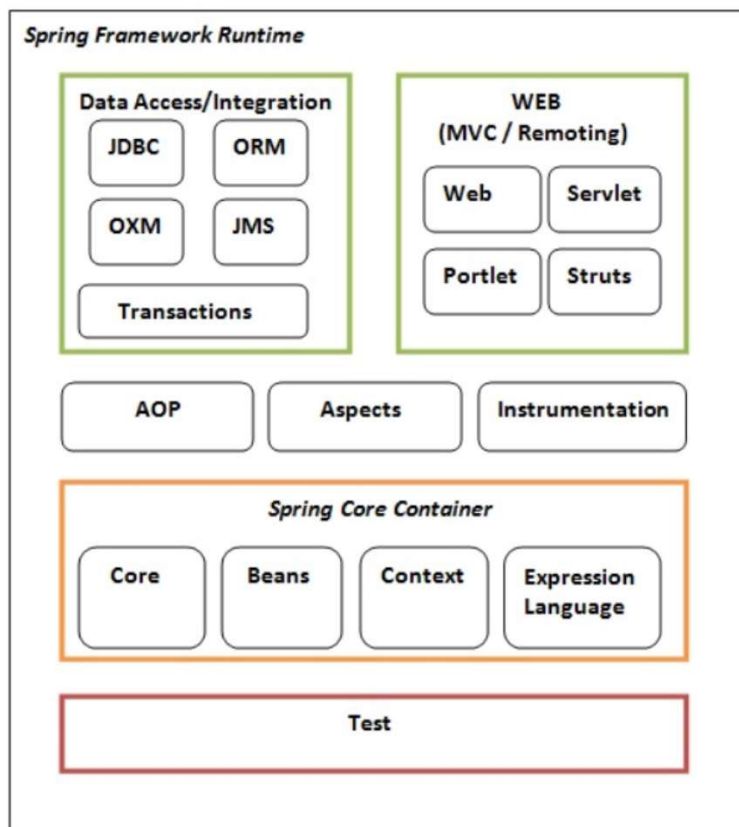 Spring Framework Runtime
Data Access/Integration
JDBC
ORM
OXM
JMS
Transactions
WEB
(MVC / Remoting)
Web
Servlet
Portlet
Struts
AOP
Aspects
Instrumentation
Spring Core Container
Core
Beans
Context
Expression
Language
Test